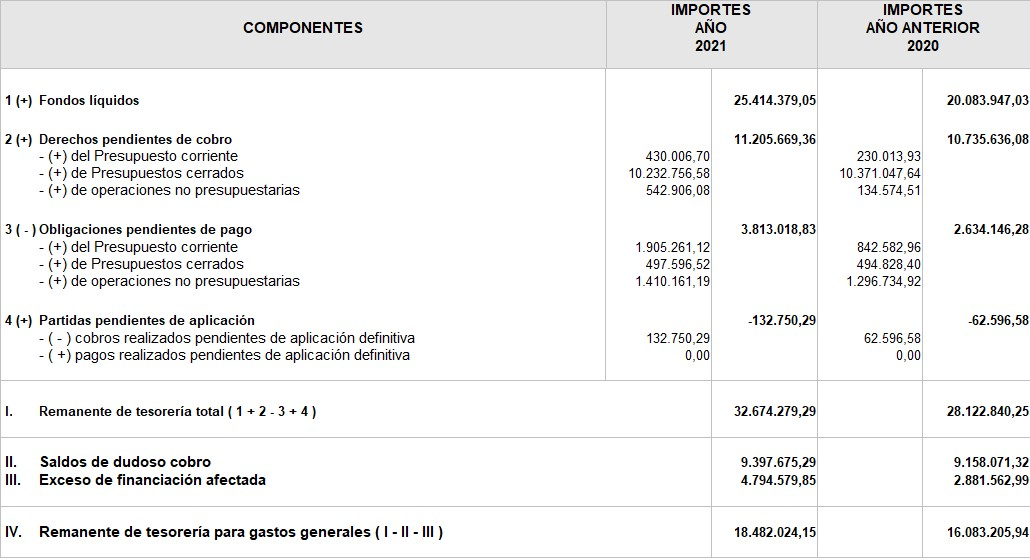 COMPONENTES
IMPORTES
AÑO
2021
IMPORTES
AÑO ANTERIOR
2020
1 (+) Fondos líquidos 25.414.379,05 20.083.947,03
2 (+) Derechos pendientes de cobro 11.205.669,36 10.735.636,08
- (+) del Presupuesto corriente 430.006,70 230.013,93
- (+) de Presupuestos cerrados 10.232.756,58 10.371.047,64
- (+) de operaciones no presupuestarias 542.906,08 134.574,51
3 ( - ) Obligaciones pendientes de pago 3.813.018,83 2.634.146,28
- (+) del Presupuesto corriente 1.905.261,12 842.582,96
- (+) de Presupuestos cerrados 497.596,52 494.828,40
- (+) de operaciones no presupuestarias 1.410.161,19 1.296.734,92
4 (+) Partidas pendientes de aplicación -132.750,29 -62.596,58
- ( - ) cobros realizados pendientes de aplicación definitiva 132.750,29 62.596,58
- ( +) pagos realizados pendientes de aplicación definitiva 0,00 0,00
I. Remanente de tesorería total ( 1 + 2 - 3 + 4 ) 32.674.279,29 28.122.840,25
II. Saldos de dudoso cobro 9.397.675,29 9.158.071,32
III. Exceso de financiación afectada 4.794.579,85 2.881.562,99
IV. Remanente de tesorería para gastos generales ( I - II - III ) 18.482.024,15 16.083.205,94